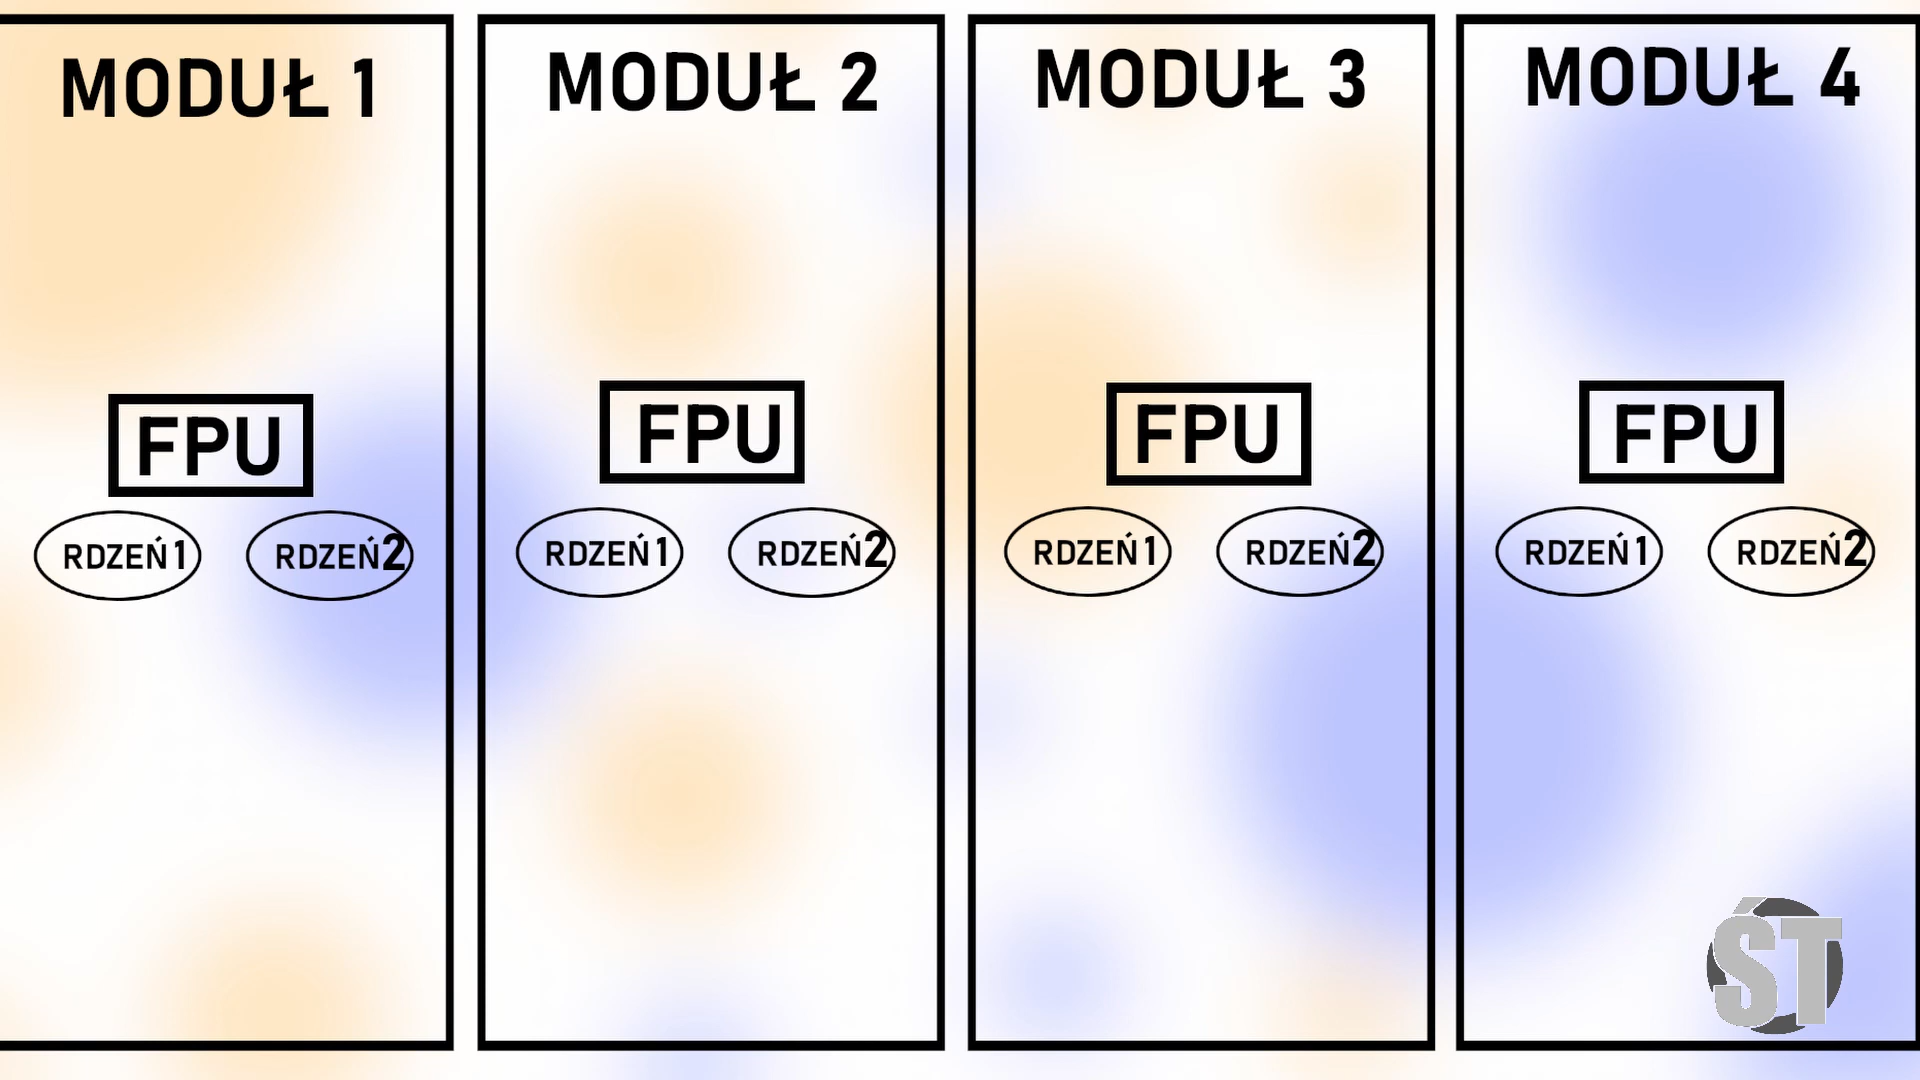 MODUŁ 1
FPU
RDZEŃ 1
RDZEŃ 2
MODUŁ 2
FPU
RDZEŃ 1
RDZEŃ 2
MODUŁ 3
FPU
RDZEŃ 1
RDZEŃ 2
MODUŁ 4
FPU
RDZEŃ 1
RDZEŃ 2
ŚT